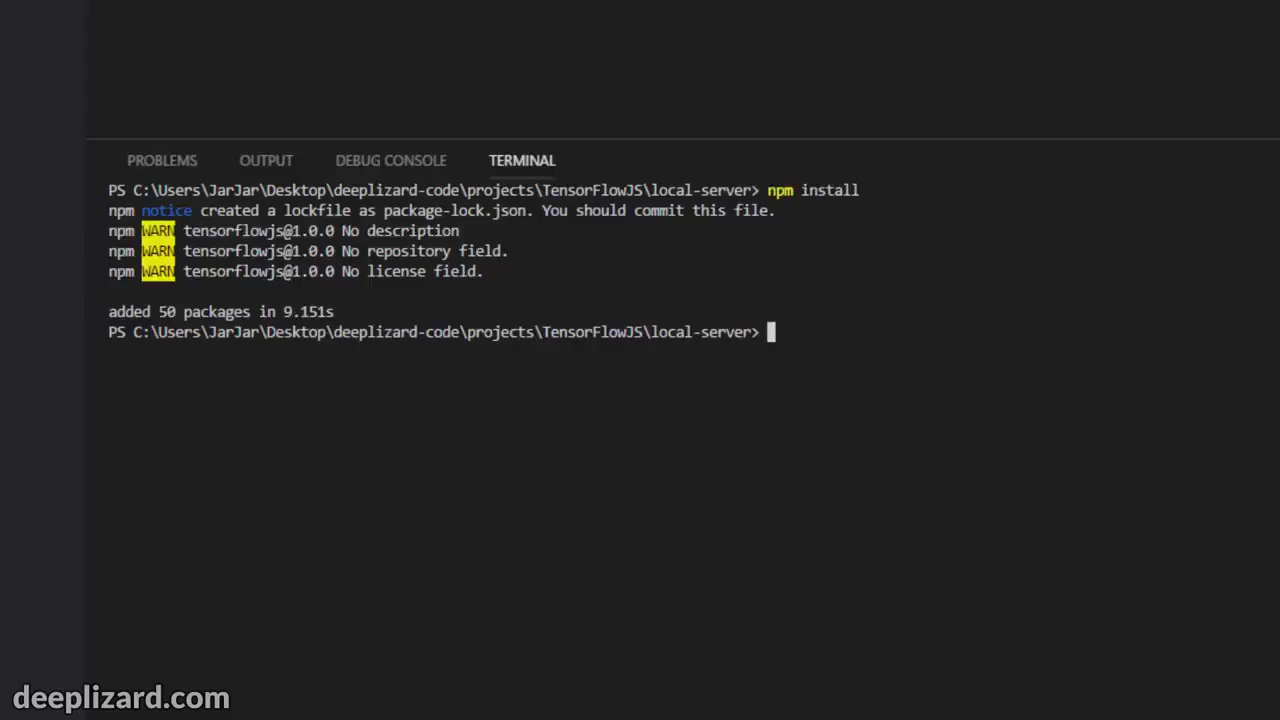 PROBLEMS OUTPUT DEBUG CONSOLE TERMINAL
PS C:\Users\JarJar\Desktop\deeplizard-code\projects\TensorFlowJS\local-server> npm install
npm notice created a lockfile as package-lock.json. You should commit this file.
npm WARN tensorflowjs@1.0.0 No description
npm WARN tensorflowjs@1.0.0 No repository field.
npm WARN tensorflowjs@1.0.0 No license field.
added 50 packages in 9.151s
PS C:\Users\JarJar\Desktop\deeplizard-code\projects\TensorFlowJS\local-server>
deeplizard.com